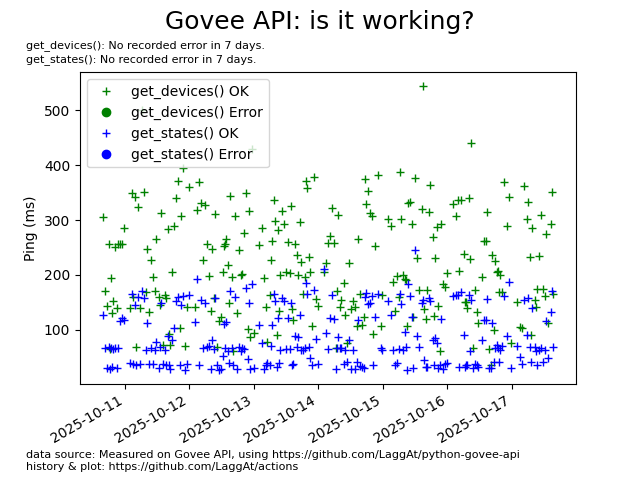 Govee API: is it working?
get_devices(): No recorded error in 7 days.
get_states(): No recorded error in 7 days.
get_devices() OK
get_devices() Error
get_states() OK
get_states() Error
500
400
300
200
100
Ping (ms)
2025-10-11
2025-10-12
2025-10-13
2025-10-14
2025-10-15
2025-10-16
2025-10-17
data source: Measured on Govee API, using https://github.com/LaggAt/python-govee-api
history & plot: https://github.com/LaggAt/actions